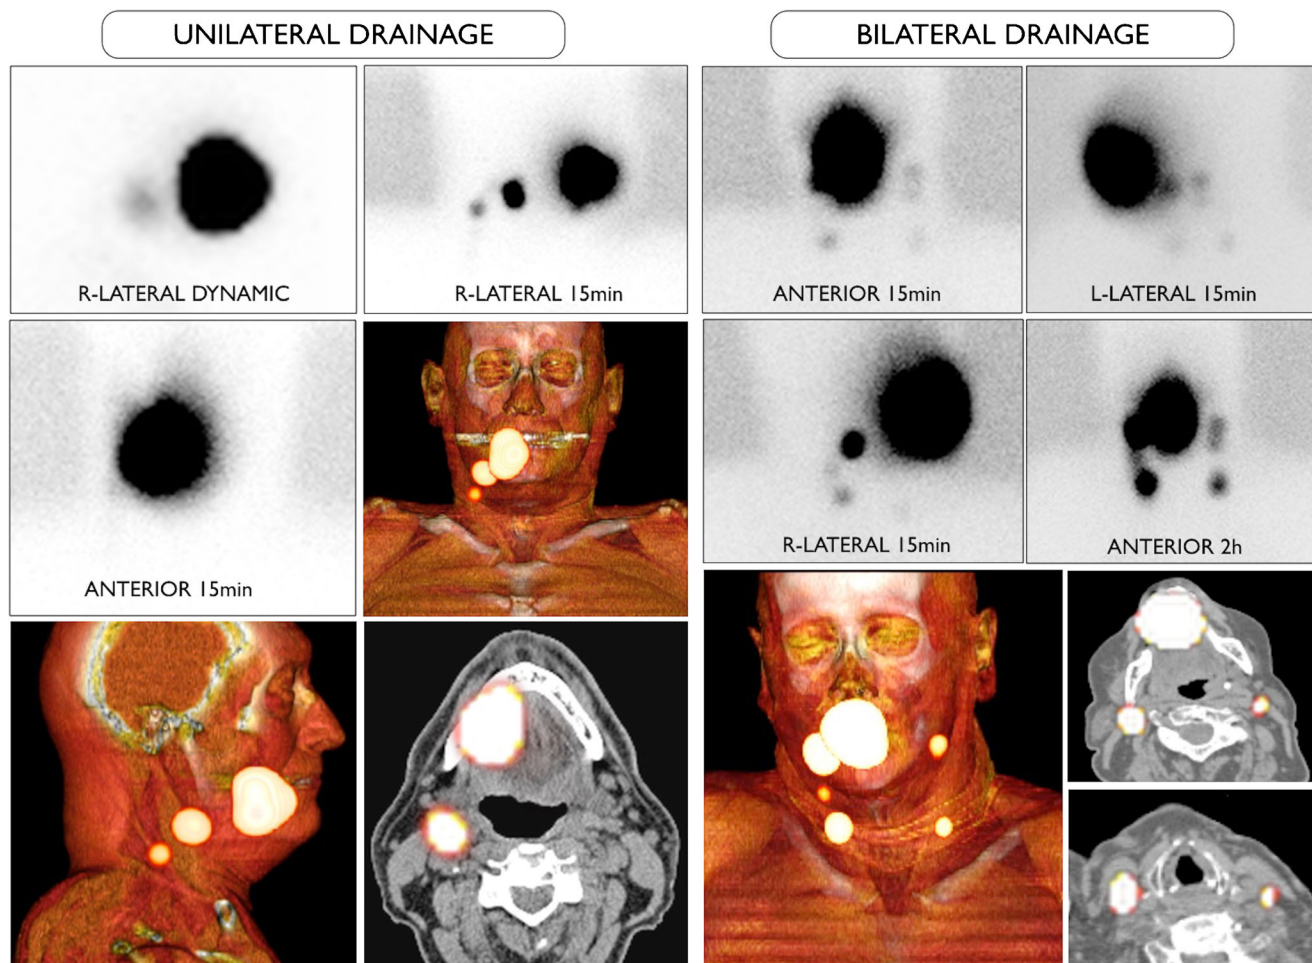 UNILATERAL DRAINAGE
BILATERAL DRAINAGE
R-LATERAL DYNAMIC
R-LATERAL 15min
ANTERIOR 15min
L-LATERAL 15min
ANTERIOR 15min
R-LATERAL 15min
ANTERIOR 2h